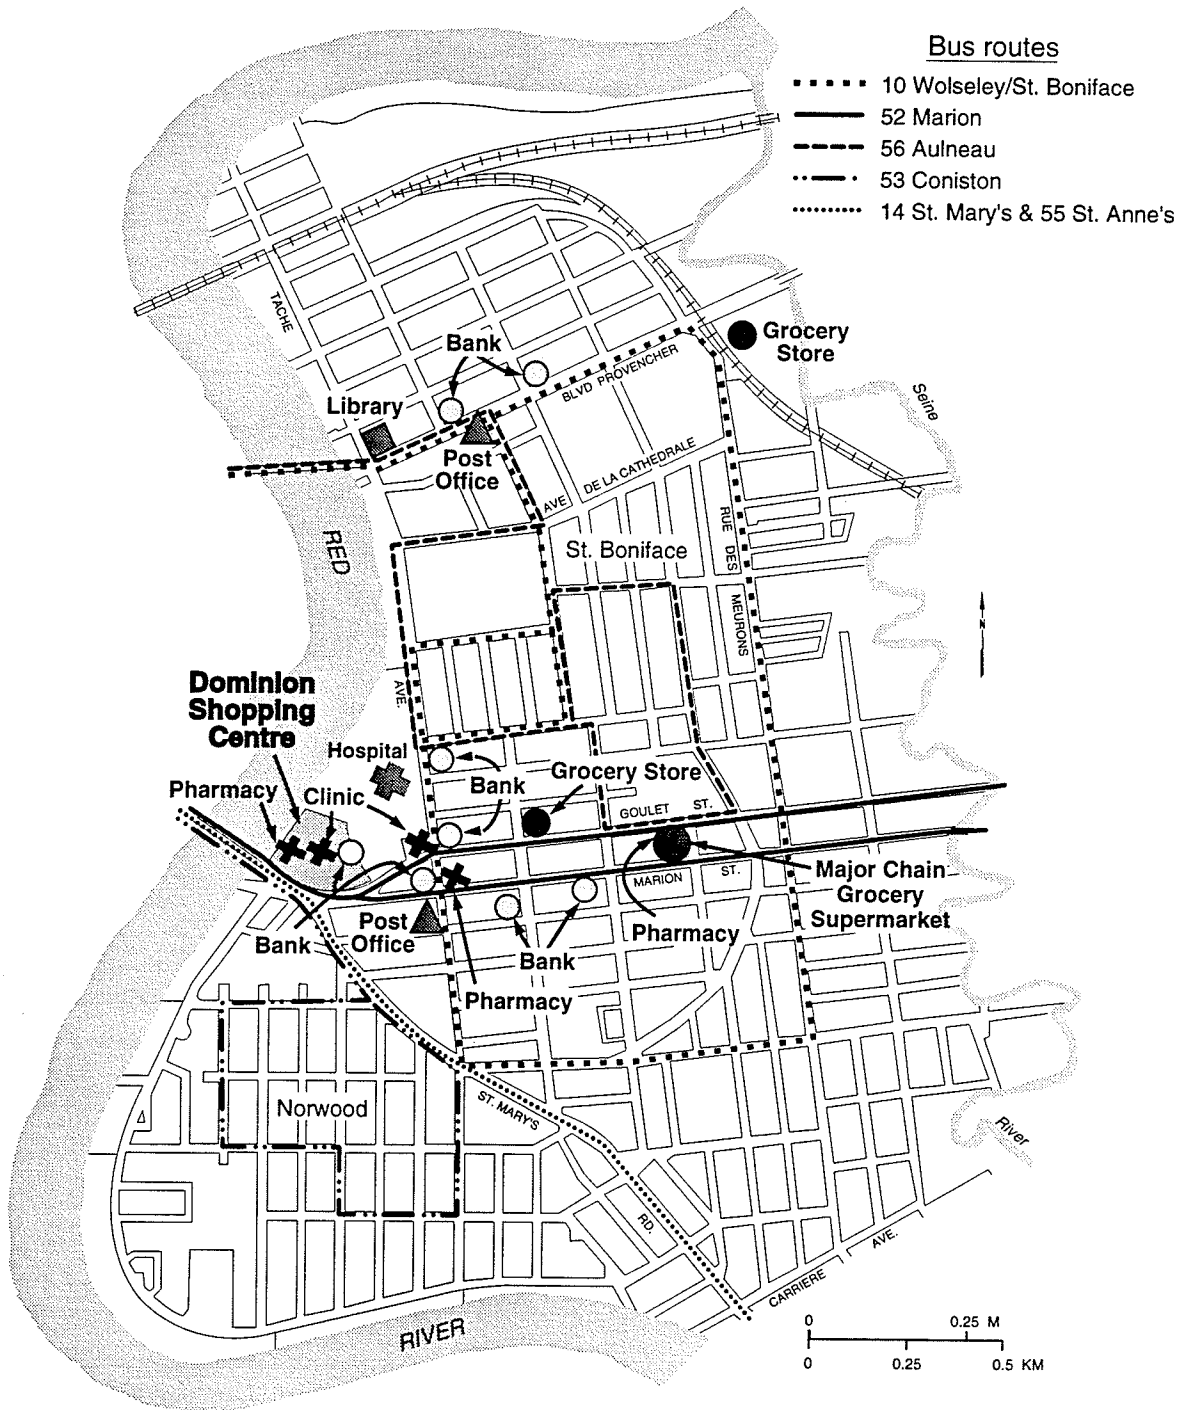 Bus routes
10 Wolseley/St. Boniface
52 Marion
56 Aulneau
53 Coniston
14 St. Mary's & 55 St. Anne's
TACHE
Grocery
Store
Bank
BLVD PROVENCHER
Seine
Library
Post
Office
DE LA CATHEDRALE
AVE
RUE DES
MEURONS
RED
St. Boniface
N
AVE.
Dominion
Shopping
Centre
Hospital
Pharmacy
Clinic
Bank
Grocery Store
GOULET ST.
MARION ST.
Major Chain
Grocery
Supermarket
Post
Office
Bank
Bank
Pharmacy
Pharmacy
Norwood
ST. MARY'S
RD.
River
CARRIERE AVE.
RIVER
0 0.25 M
0 0.25 0.5 KM